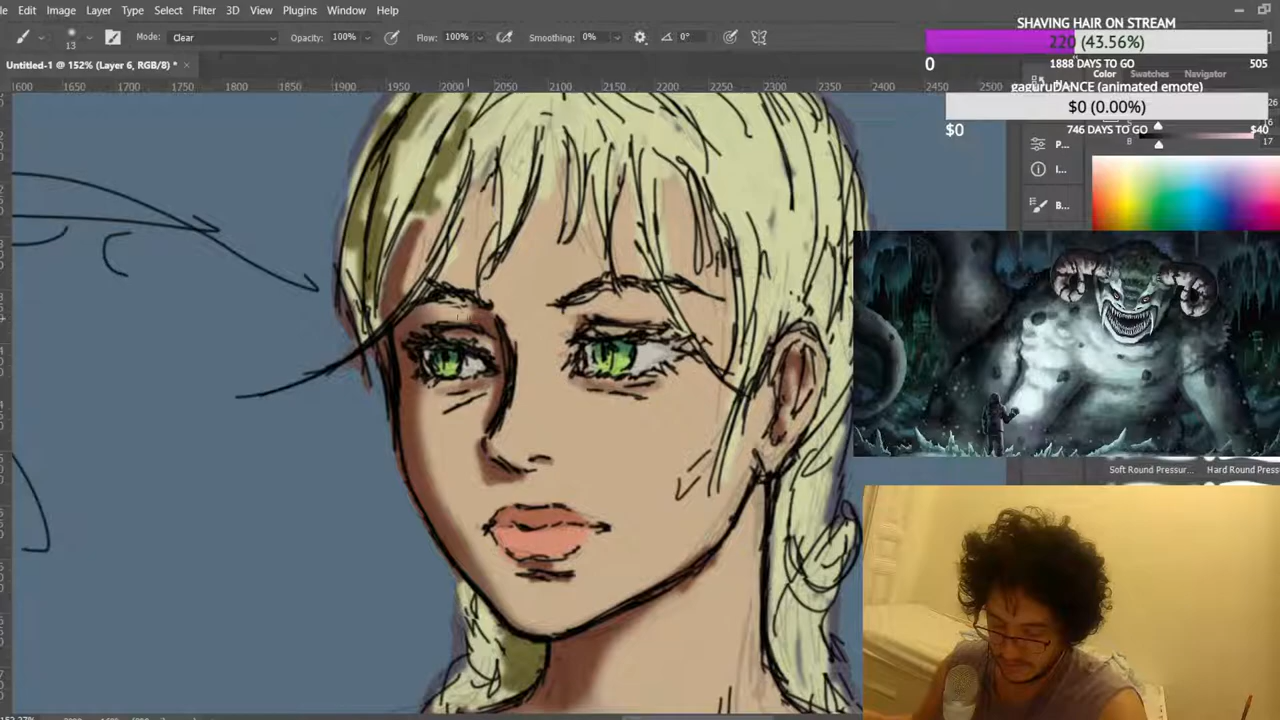 Edit Image Layer Type Select Filter 3D View Plugins Window Help
13 Mode: Clear Opacity: 100% Flow: 100% Smoothing: 0% 0°
SHAVING HAIR ON STREAM
220 (43.56%)
0 1888 DAYS TO GO 505
Untitled-1 @ 152% (Layer 6, RGB/8) *
Color Swatches Navigator
1600 1650 1700 1750 1800 1850 1900 1950 2000 2050 2100 2150 2200 2250 2300 2350 2400 2450 2500
gaguruDANCE (animated emote)
$0 (0.00%)
$0 746 DAYS TO GO $40
B 17
P...
I...
B...
Soft Round Pressur... Hard Round Pressur